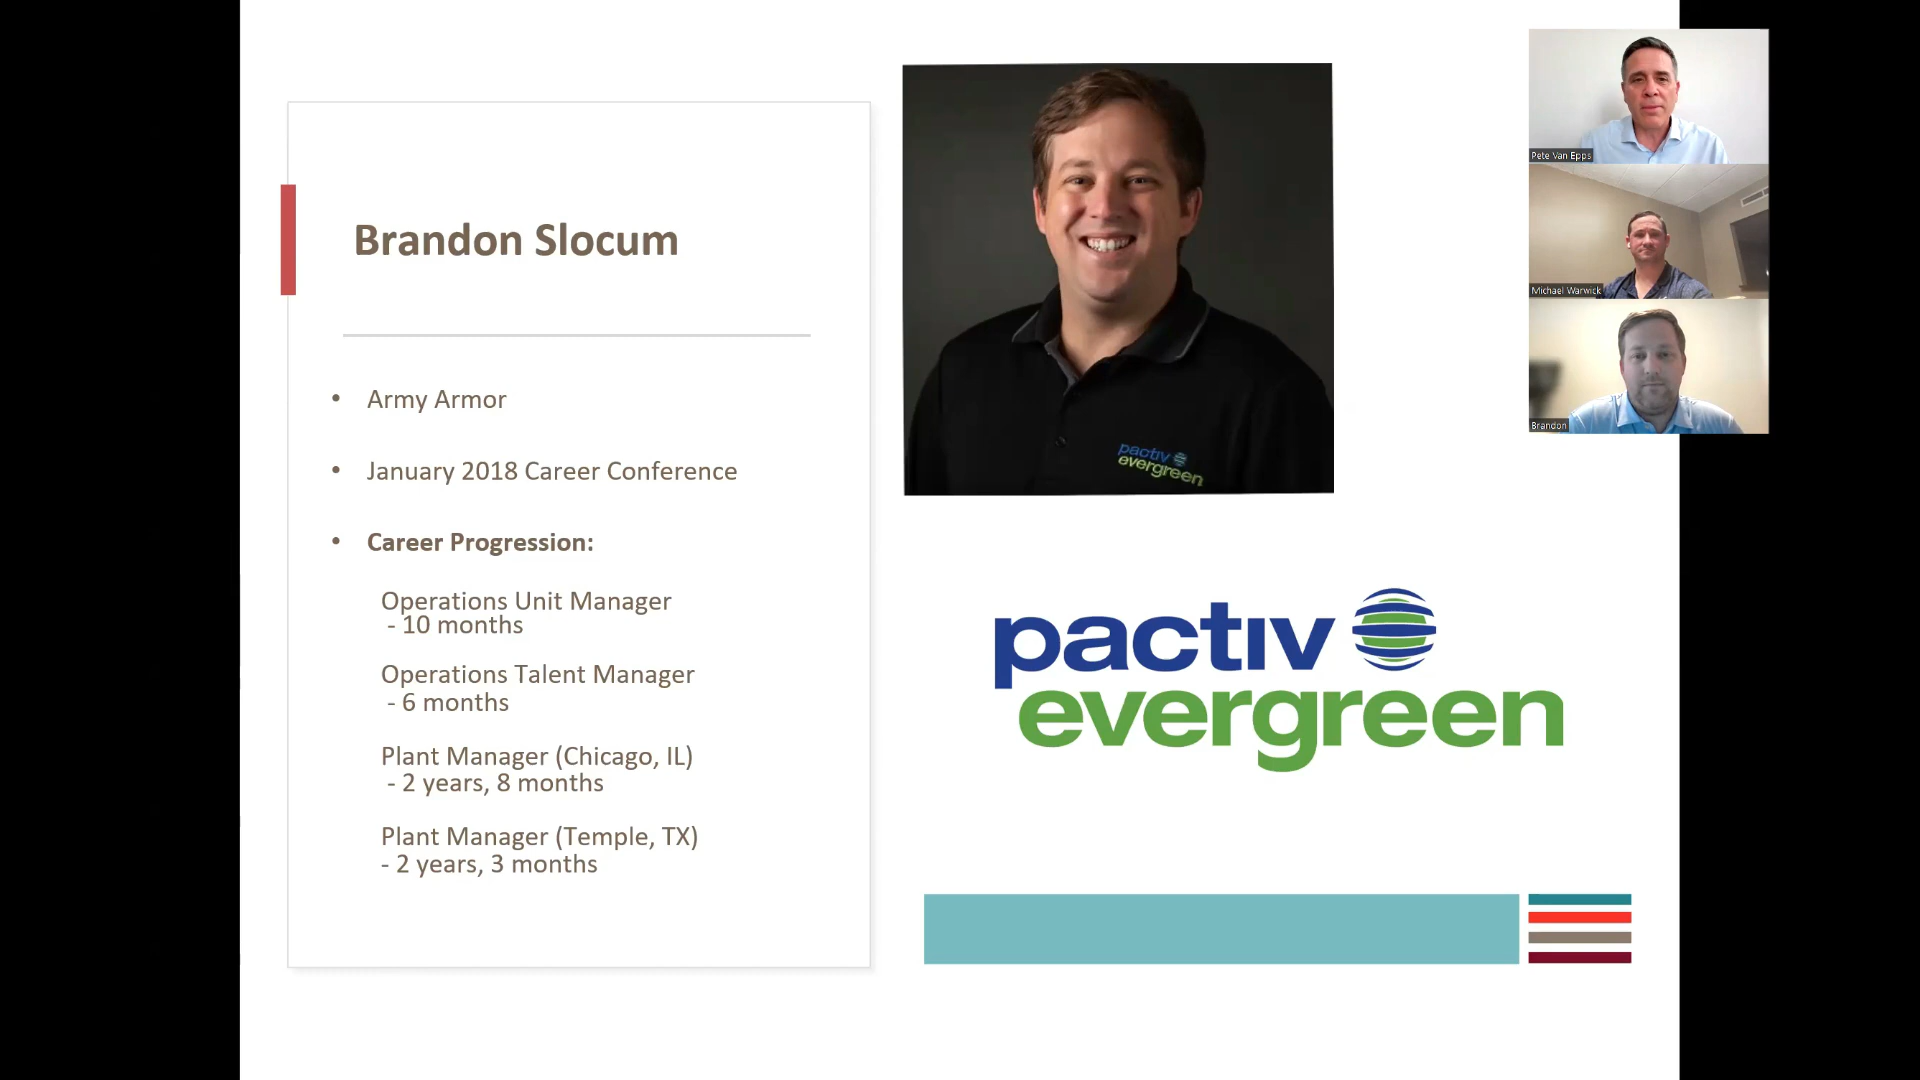 Brandon Slocum
• Army Armor
• January 2018 Career Conference
• Career Progression:
Operations Unit Manager
- 10 months
Operations Talent Manager
- 6 months
Plant Manager (Chicago, IL)
- 2 years, 8 months
Plant Manager (Temple, TX)
- 2 years, 3 months
pactiv
evergreen
pactiv
evergreen
Pete Van Epps
Michael Warwick
Brandon